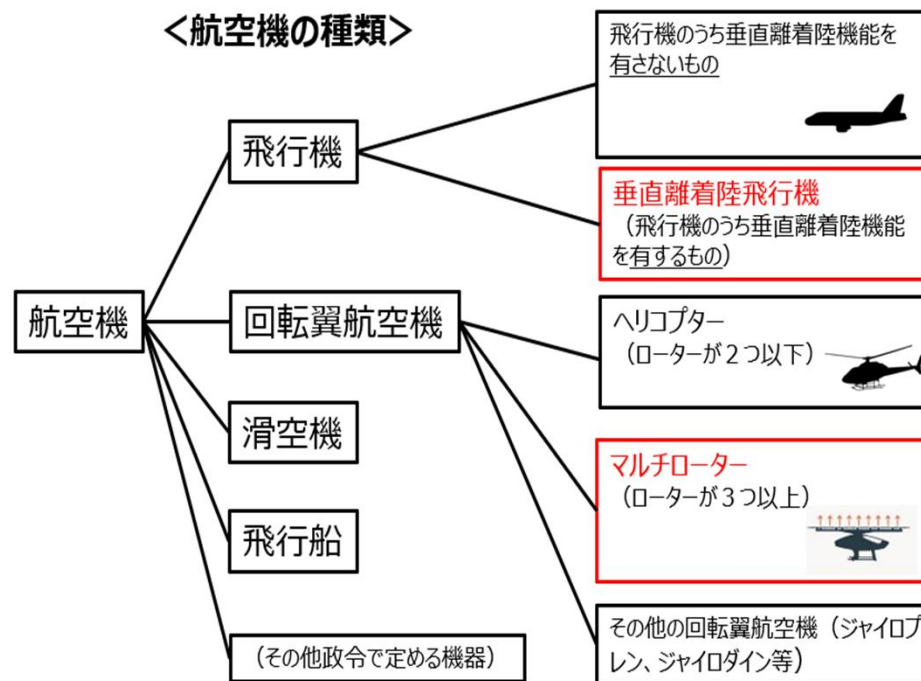 <航空機の種類>
航空機
飛行機
回転翼航空機
滑空機
飛行船
（その他政令で定める機器）
飛行機のうち垂直離着陸機能を
有さないもの
垂直離着陸飛行機
（飛行機のうち垂直離着陸機能
を有するもの）
ヘリコプター
（ローターが２つ以下）
マルチローター
（ローターが３つ以上）
その他の回転翼航空機（ジャイロプ
レン、ジャイロダイン等）